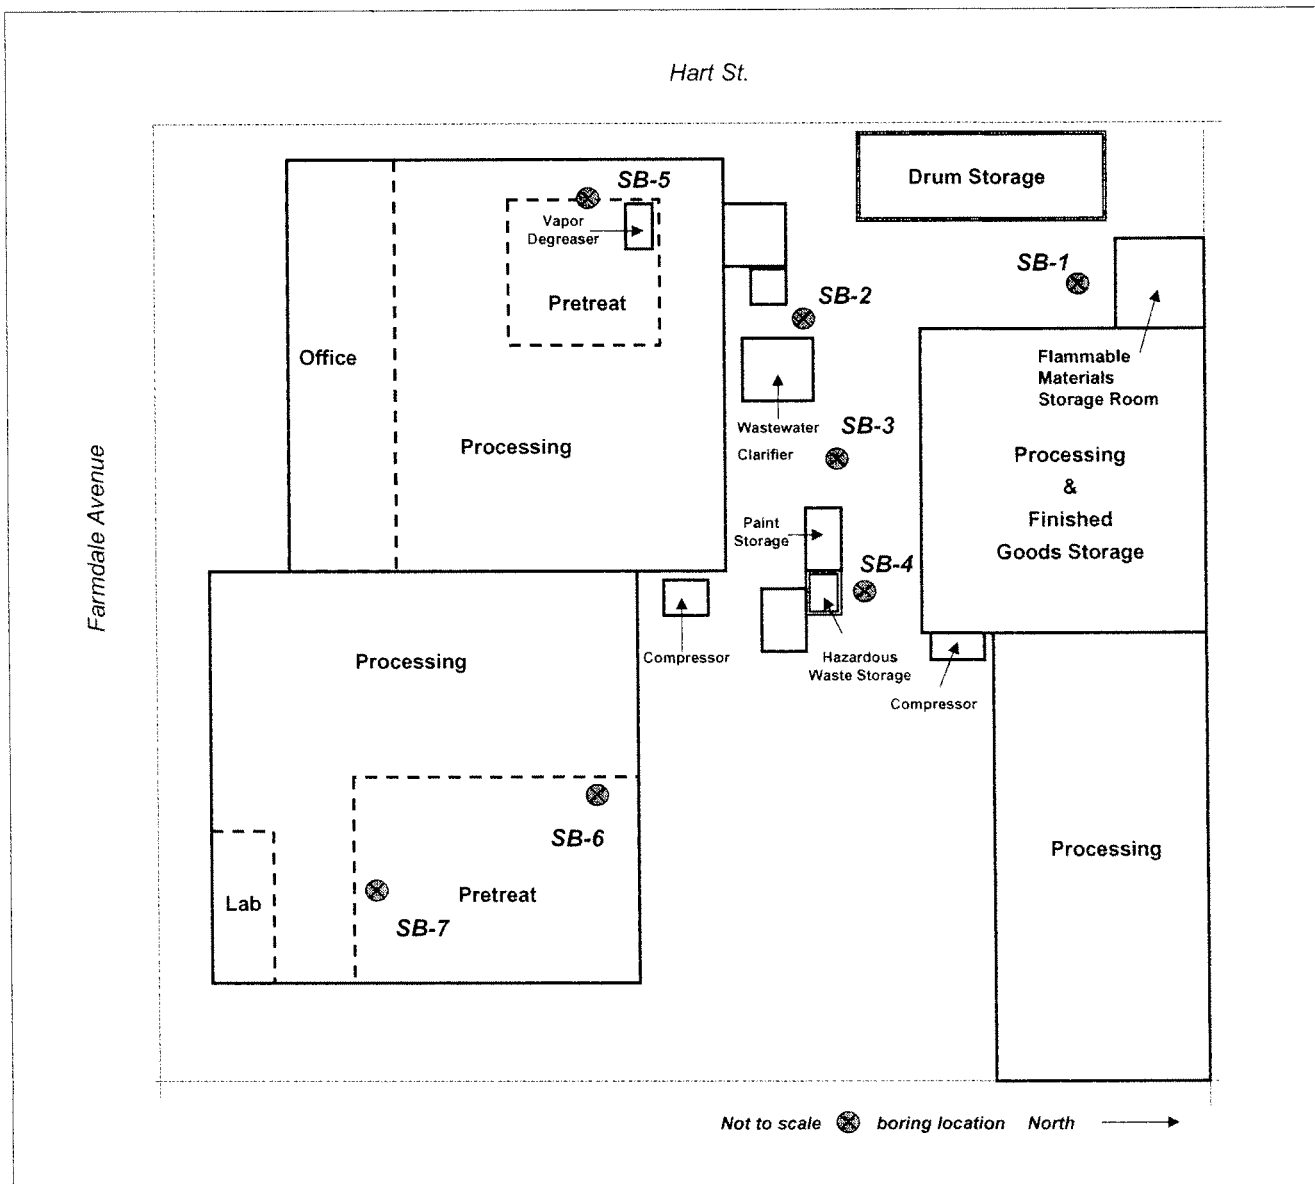 Hart St.
Drum Storage
SB-5
Vapor
Degreaser
SB-1
SB-2
Pretreat
Office
Flammable
Materials
Storage Room
Farmdale Avenue
Wastewater
Clarifier
SB-3
Processing
Processing
&
Finished
Goods Storage
Paint
Storage
SB-4
Processing
Compressor
Hazardous
Waste Storage
Compressor
SB-6
Processing
Lab
Pretreat
SB-7
Not to scale boring location North